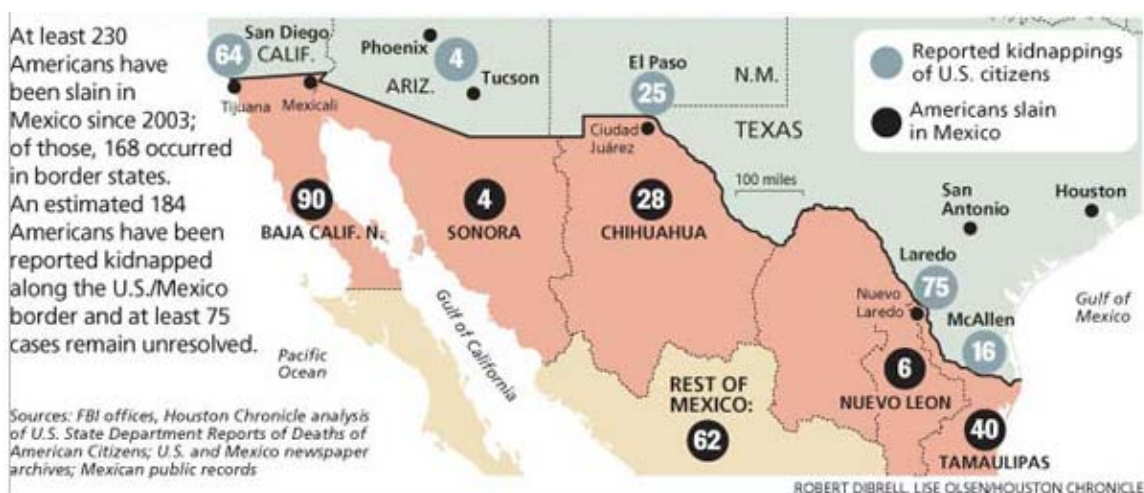 At least 230
Americans have
been slain in
Mexico since 2003;
of those, 168 occurred
in border states.
An estimated 184
Americans have been
reported kidnapped
along the U.S./Mexico
border and at least 75
cases remain unresolved.
Sources: FBI offices, Houston Chronicle analysis
of U.S. State Department Reports of Deaths of
American Citizens; U.S. and Mexico newspaper
archives; Mexican public records
64
San Diego
CALIF.
Tijuana
Mexicali
Phoenix
4
ARIZ.
Tucson
El Paso
25
N.M.
Ciudad
Juárez
TEXAS
100 miles
Reported kidnappings
of U.S. citizens
Americans slain
in Mexico
San
Antonio
Houston
Laredo
75
Nuevo
Laredo
McAllen
16
Gulf of
Mexico
90
BAJA CALIF. N.
4
SONORA
28
CHIHUAHUA
6
NUEVO LEON
40
TAMAULIPAS
REST OF
MEXICO:
62
Gulf of California
Pacific
Ocean
ROBERT DIBRELL, LISE OLSEN/HOUSTON CHRONICLE